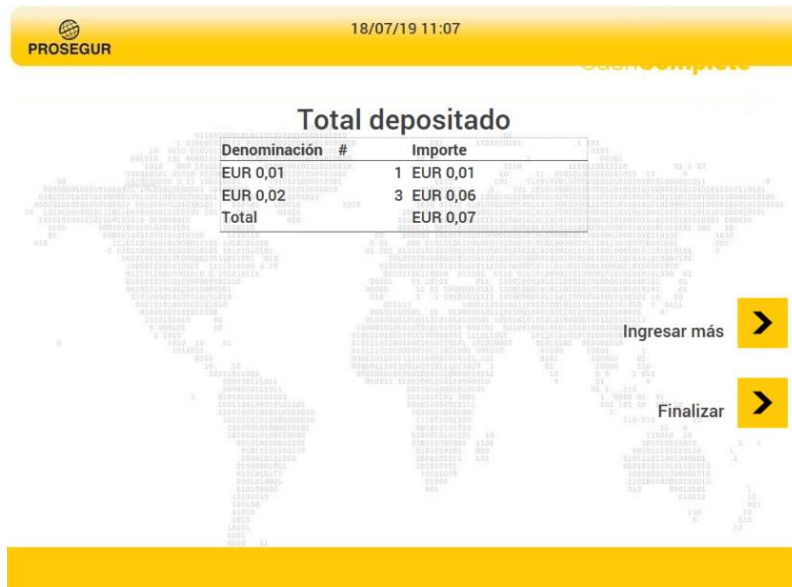 PROSEGUR
18/07/19 11:07
Total depositado
Denominación # Importe
EUR 0,01 1 EUR 0,01
EUR 0,02 3 EUR 0,06
Total EUR 0,07
Ingresar más
Finalizar